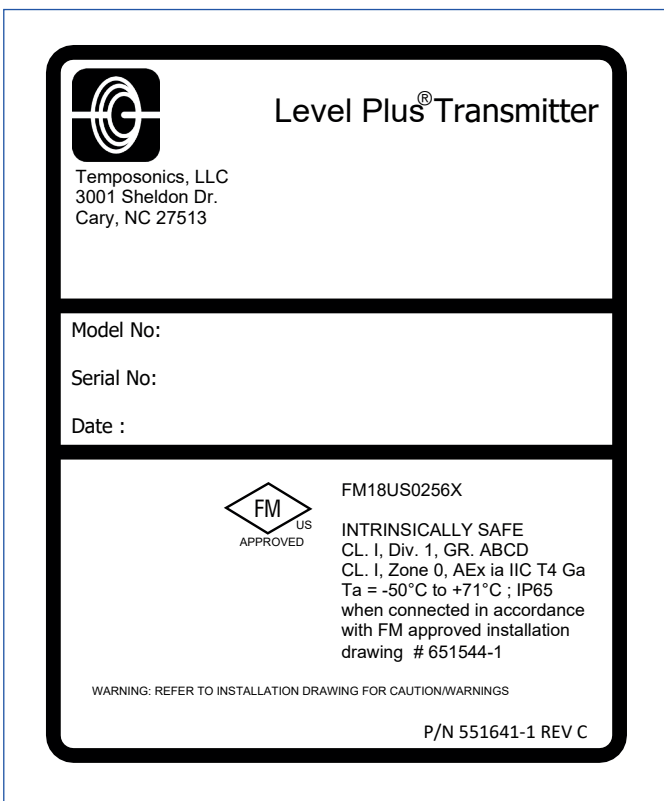 Level Plus® Transmitter
Temposonics, LLC
3001 Sheldon Dr.
Cary, NC 27513
Model No:
Serial No:
Date :
FM
US
APPROVED
FM18US0256X
INTRINSICALLY SAFE
CL. I, Div. 1, GR. ABCD
CL. I, Zone 0, AEx ia IIC T4 Ga
Ta = -50°C to +71°C ; IP65
when connected in accordance
with FM approved installation
drawing # 651544-1
WARNING: REFER TO INSTALLATION DRAWING FOR CAUTION/WARNINGS
P/N 551641-1 REV C